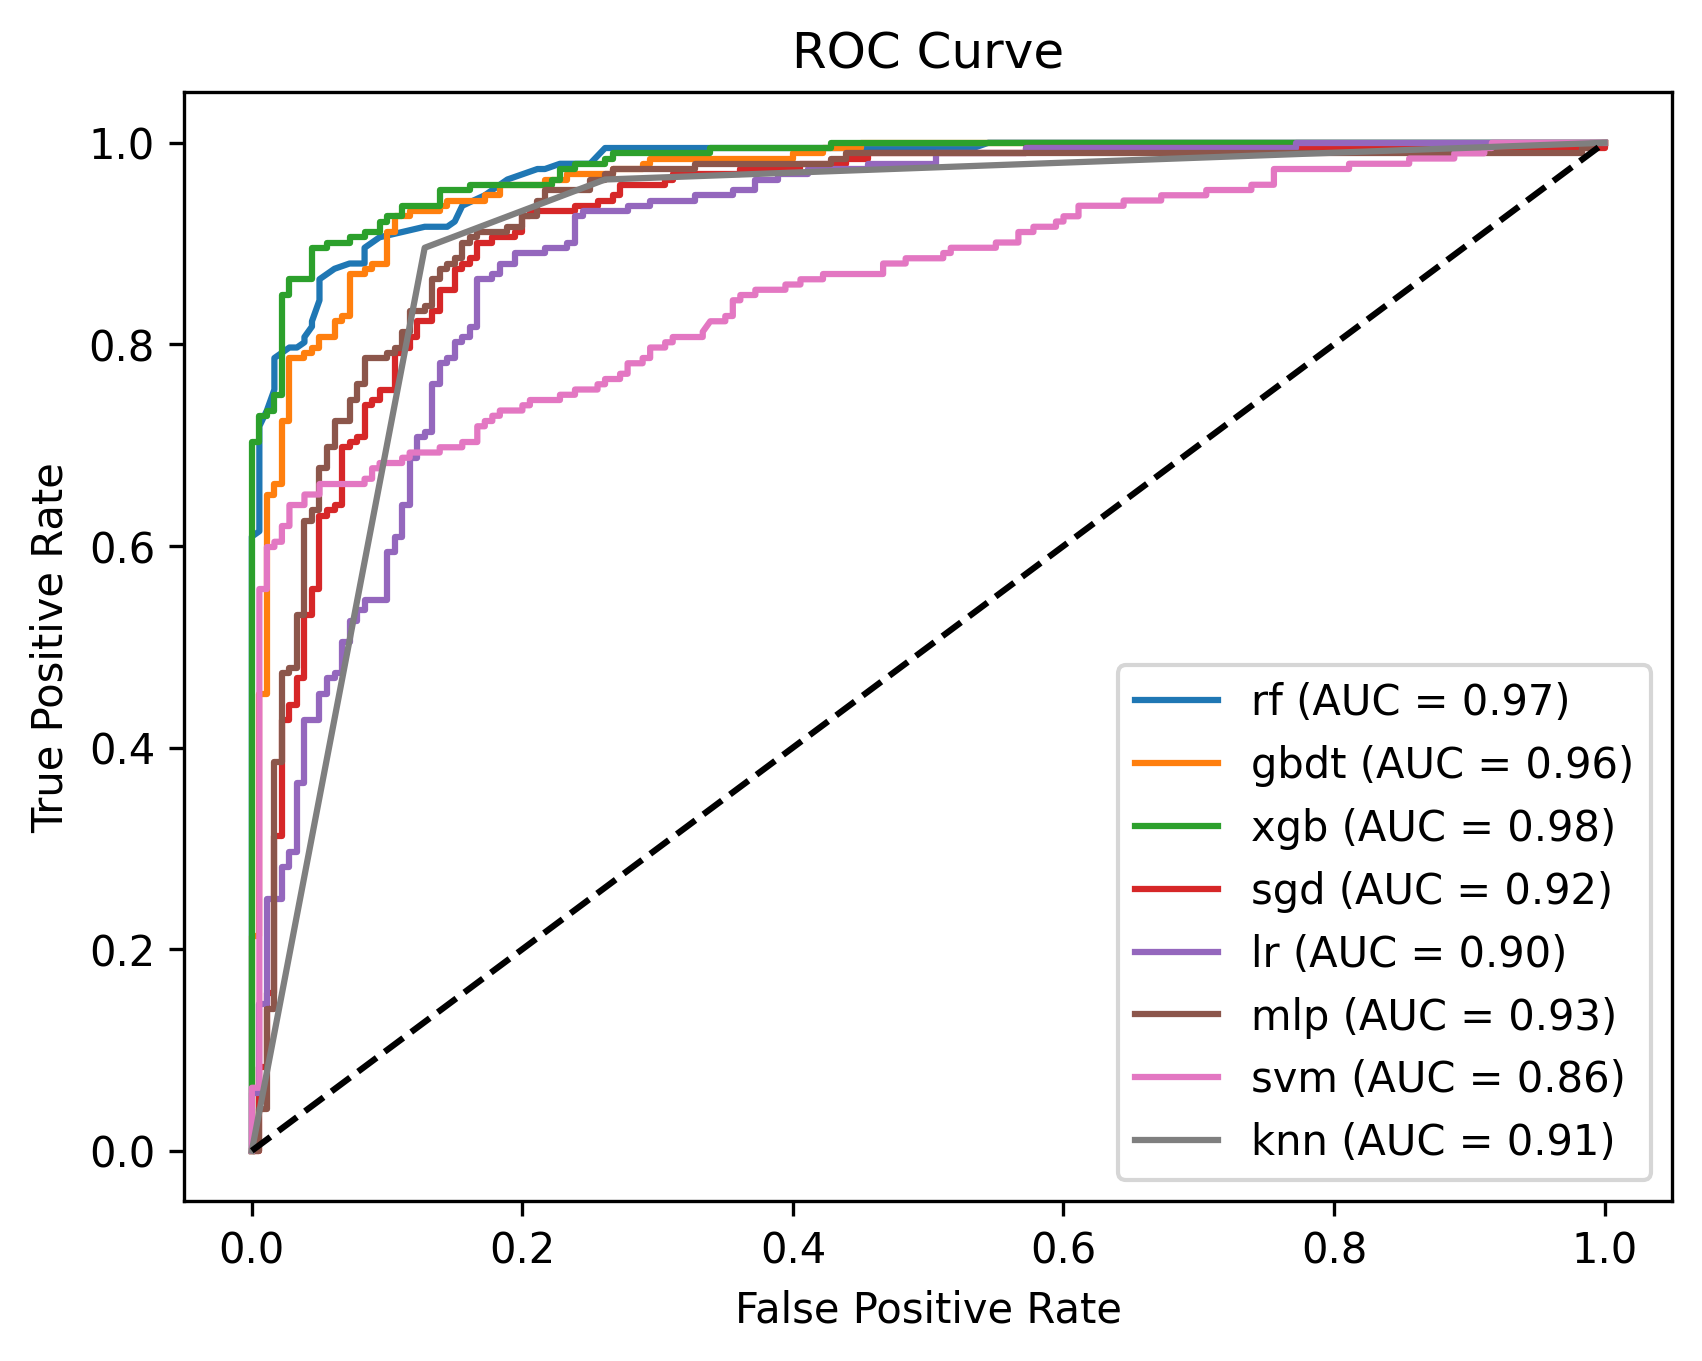 ROC Curve
True Positive Rate
1.0
0.8
0.6
0.4
0.2
0.0
rf (AUC = 0.97)
gbdt (AUC = 0.96)
xgb (AUC = 0.98)
sgd (AUC = 0.92)
lr (AUC = 0.90)
mlp (AUC = 0.93)
svm (AUC = 0.86)
knn (AUC = 0.91)
0.0 0.2 0.4 0.6 0.8 1.0
False Positive Rate